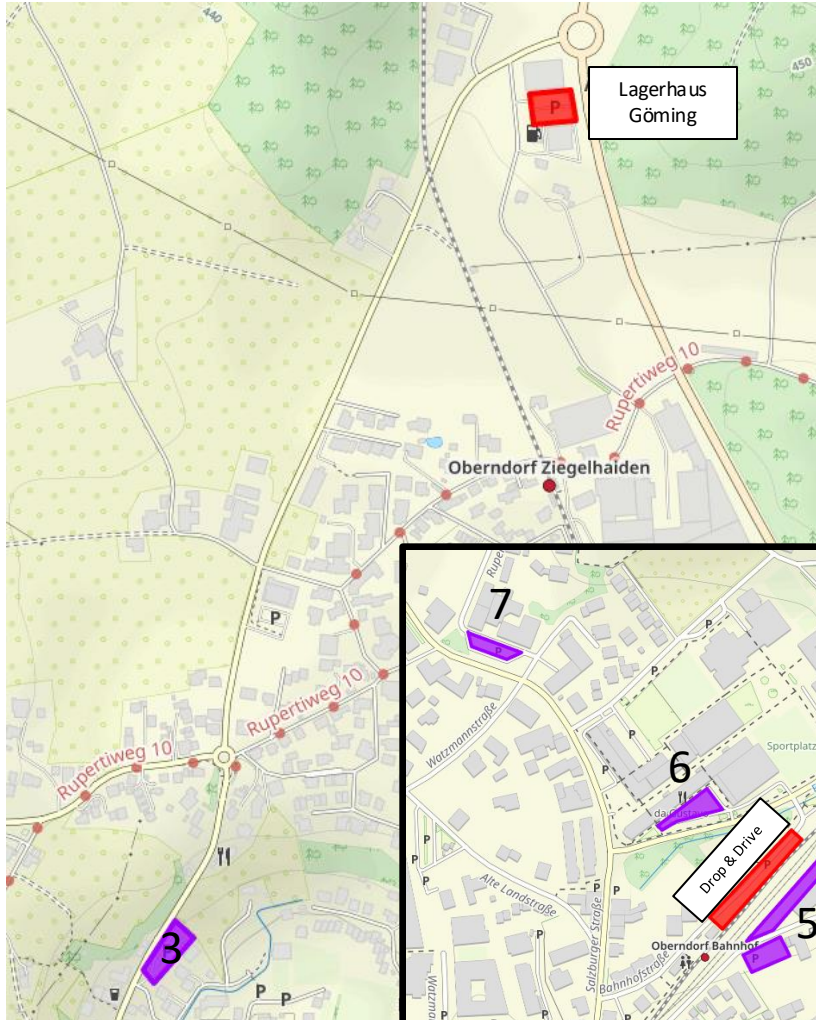 440
450
P
Lagerhaus
Göming
Rupertiweg 10
Oberndorf Ziegelhaiden
P
Rupertiweg 10
Rupertiweg 10
3
P
P
7
P
P
Watzmannstraße
P
6
Sportplatz
P
Drop & Drive
P
P
P
P
Alte Landstraße
P
Salzburger Straße
5
Oberndorf Bahnhof
P
Bahnhofstraße